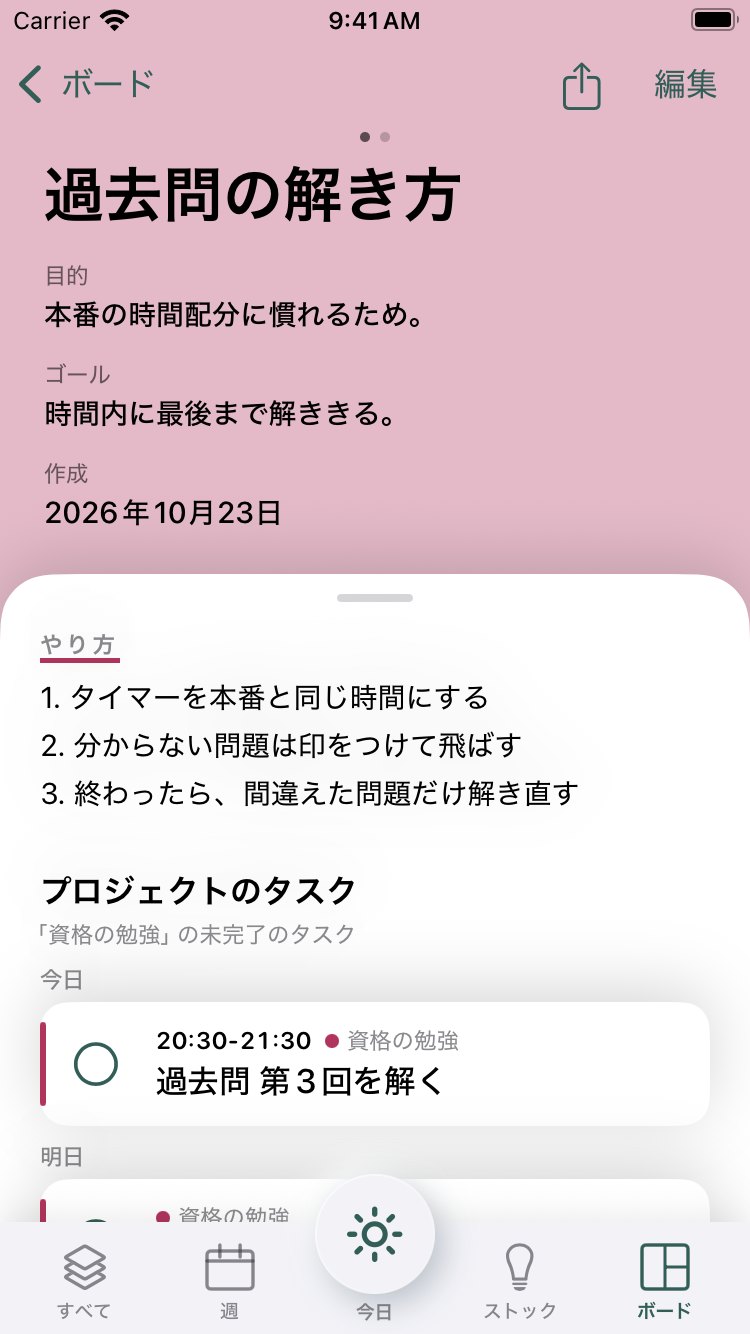 Carrier 9:41 AM
ボード 編集
過去問の解き方
目的
本番の時間配分に慣れるため。
ゴール
時間内に最後まで解ききる。
作成
2026年10月23日
やり方
1. タイマーを本番と同じ時間にする
2. 分からない問題は印をつけて飛ばす
3. 終わったら、間違えた問題だけ解き直す
プロジェクトのタスク
「資格の勉強」の未完了のタスク
今日
20:30-21:30 資格の勉強
過去問 第3回を解く
明日
資格の勉強
すべて 週 今日 ストック ボード